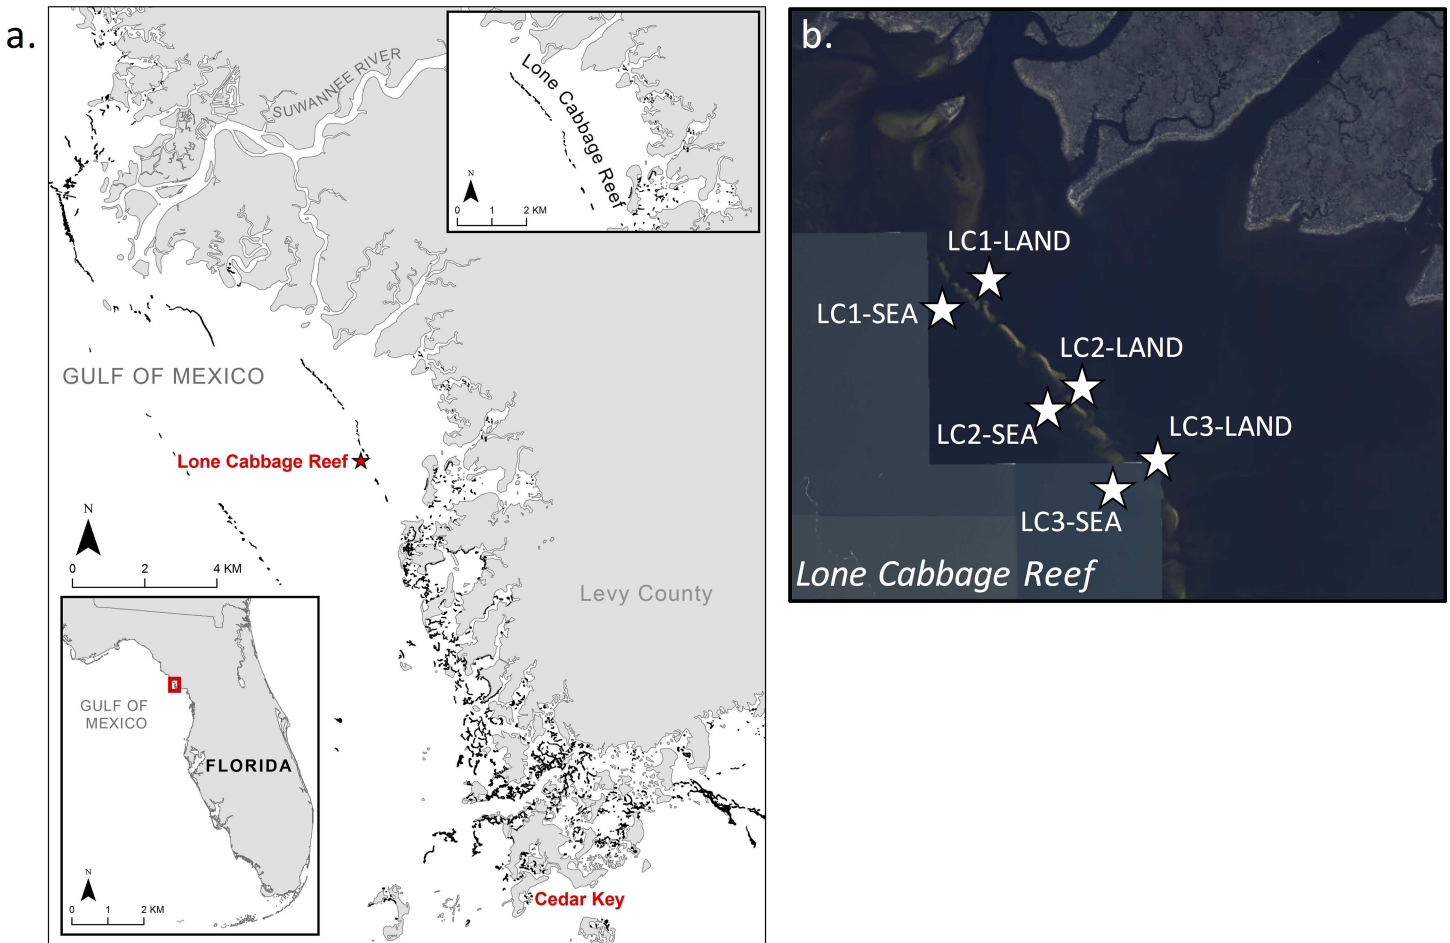 a.
SUWANNEE RIVER
Lone Cabbage Reef
N
0 1 2 KM
GULF OF MEXICO
Lone Cabbage Reef
N
0 2 4 KM
Levy County
GULF OF
MEXICO
FLORIDA
N
0 1 2 KM
Cedar Key
b.
LC1-LAND
LC1-SEA
LC2-LAND
LC2-SEA
LC3-LAND
LC3-SEA
Lone Cabbage Reef